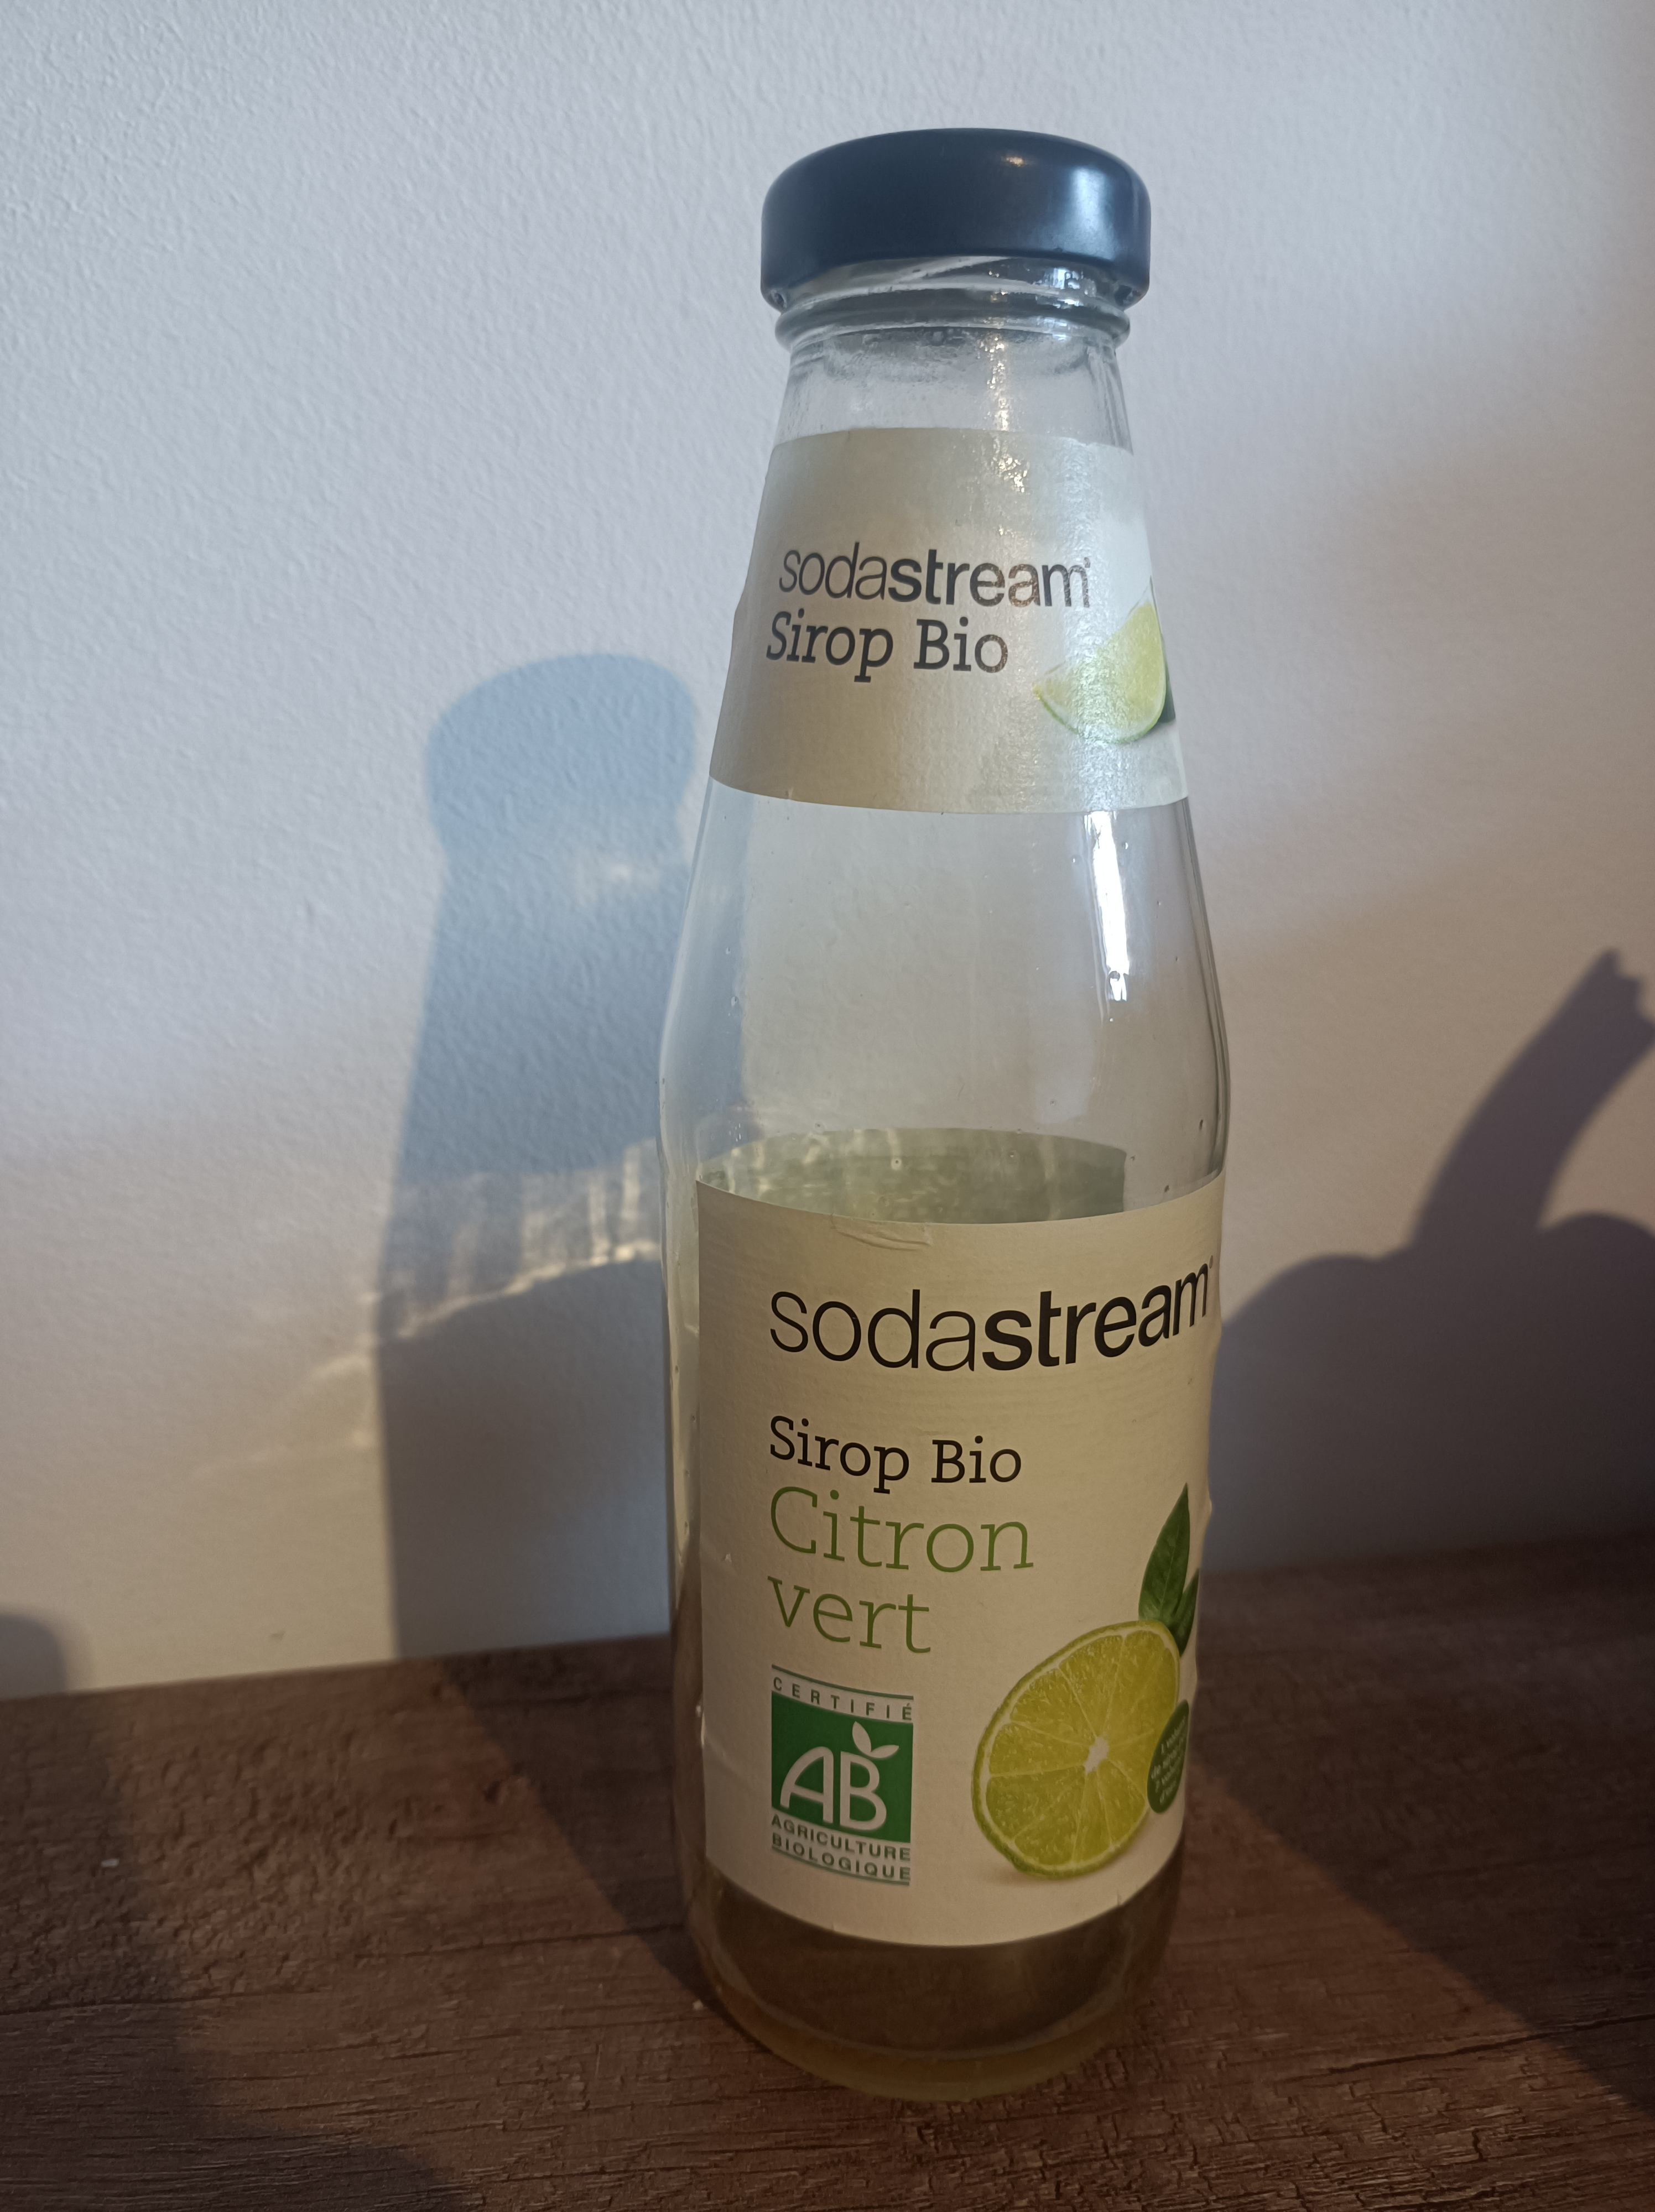 sodastream
Sirop Bio
sodastream
Sirop Bio
Citron
vert
CERTIFIÉ
AB
AGRICULTURE
BIOLOGIQUE